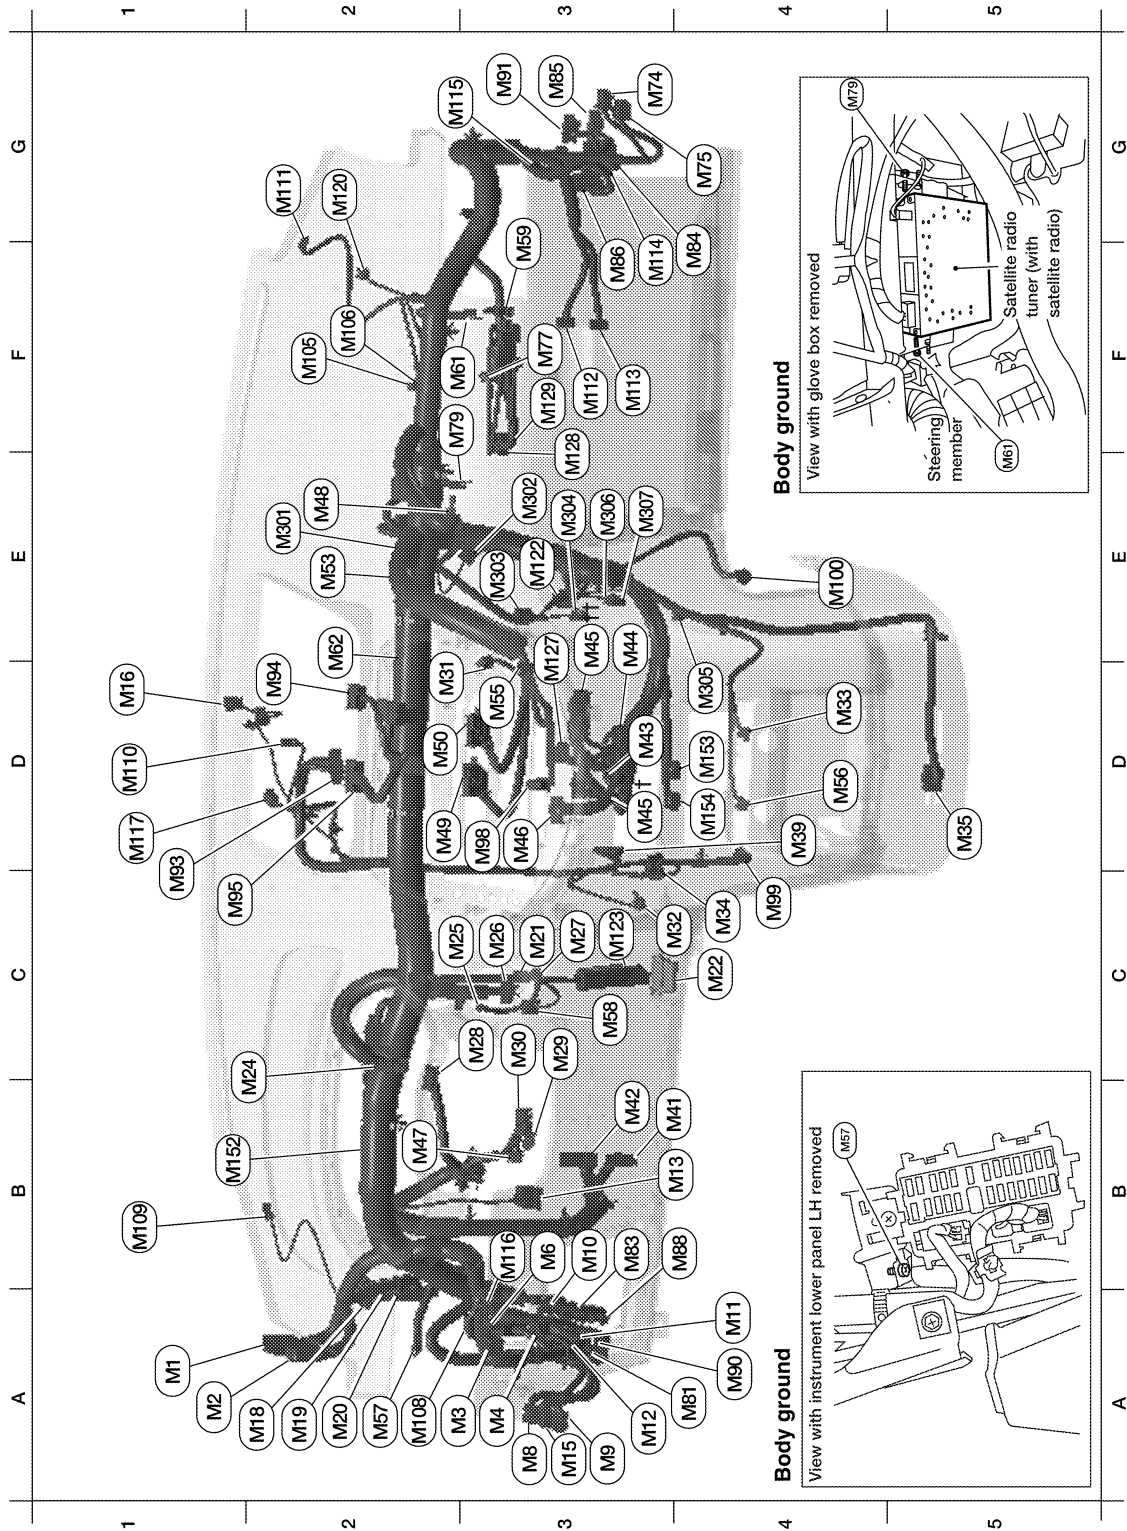 1
2
3
4
5
G
F
E
D
C
B
A
M91
M85
M74
M115
M75
M111
M120
M59
M86
M114
M84
M106
M105
M61
M77
M129
M128
M112
M113
M79
M48
M301
M53
M302
M304
M306
M307
M303
M122
M100
M62
M94
M16
M31
M55
M127
M45
††
M44
M305
M33
M110
M50
M43
M153
M117
M93
M95
M49
M98
M46
M45
†
M154
M56
M39
M35
M99
M34
M32
M25
M26
M21
M27
M123
M22
M58
M24
M28
M30
M29
M152
M47
M42
M41
M13
M109
M116
M6
M10
M83
M88
M1
M2
M18
M19
M20
M57
M108
M3
M4
M11
M90
M81
M12
M8
M15
M9
Body ground
View with glove box removed
M79
Satellite radio
tuner (with
satellite radio)
Steering
member
M61
Body ground
View with instrument lower panel LH removed
M57
G
F
E
D
C
B
A
1
2
3
4
5